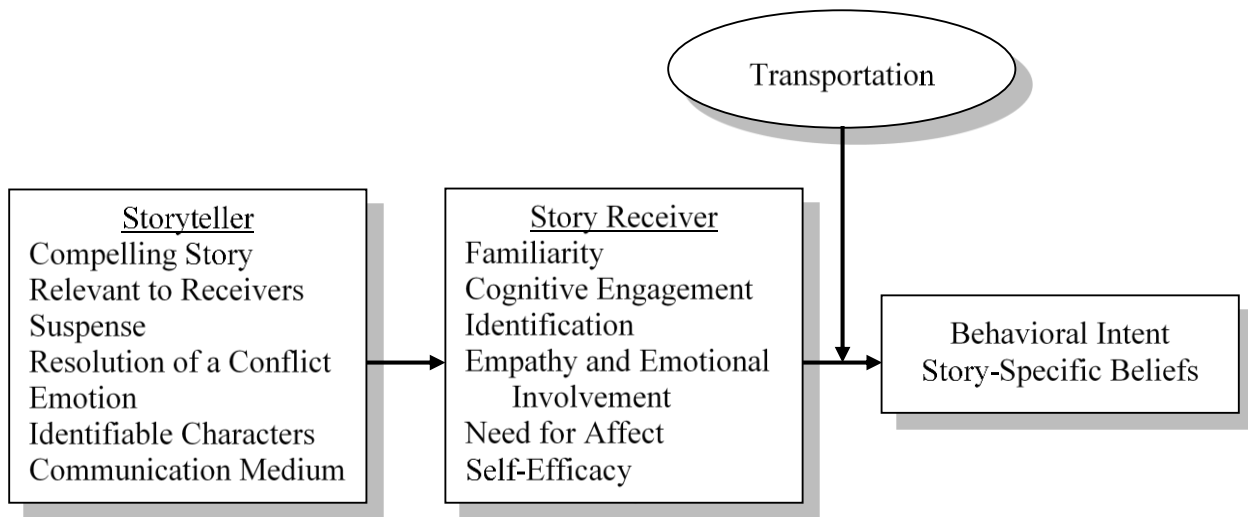 Transportation
Storyteller
Compelling Story
Relevant to Receivers
Suspense
Resolution of a Conflict
Emotion
Identifiable Characters
Communication Medium
Story Receiver
Familiarity
Cognitive Engagement
Identification
Empathy and Emotional
Involvement
Need for Affect
Self-Efficacy
Behavioral Intent
Story-Specific Beliefs